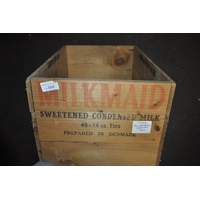 MILKMAID
SWEETENED CONDENSED MILK
48×14 oz. Tins
PREPARED IN DENMARK